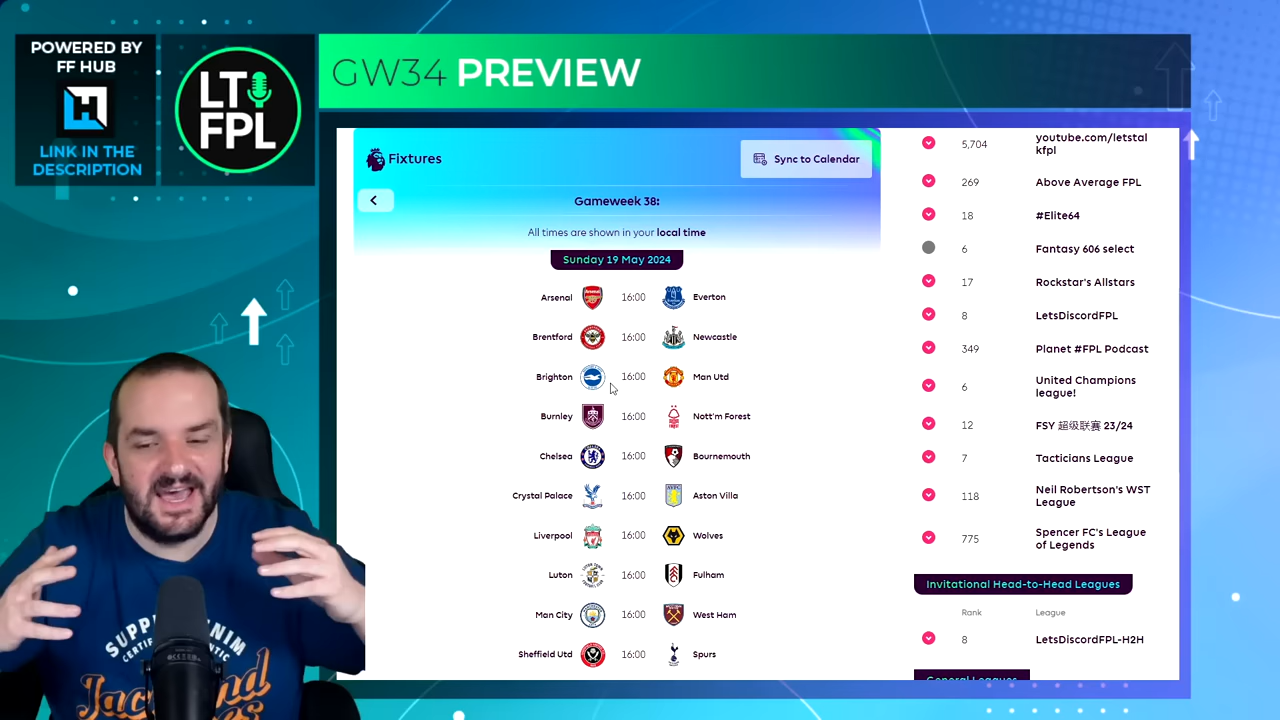 POWERED BY
FF HUB
LINK IN THE
DESCRIPTION
LT
FPL
GW34 PREVIEW
Fixtures
Sync to Calendar
Gameweek 38:
All times are shown in your local time
Sunday 19 May 2024
Arsenal 16:00 Everton
Brentford 16:00 Newcastle
Brighton 16:00 Man Utd
Burnley 16:00 Nott'm Forest
Chelsea 16:00 Bournemouth
Crystal Palace 16:00 Aston Villa
Liverpool 16:00 Wolves
Luton 16:00 Fulham
Man City 16:00 West Ham
Sheffield Utd 16:00 Spurs
5,704 youtube.com/letstal
kfpl
269 Above Average FPL
18 #Elite64
6 Fantasy 606 select
17 Rockstar's Allstars
8 LetsDiscordFPL
349 Planet #FPL Podcast
6 United Champions
league!
12 FSY 超级联赛 23/24
7 Tacticians League
118 Neil Robertson's WST
League
775 Spencer FC's League
of Legends
Invitational Head-to-Head Leagues
Rank League
8 LetsDiscordFPL-H2H
General Leagues